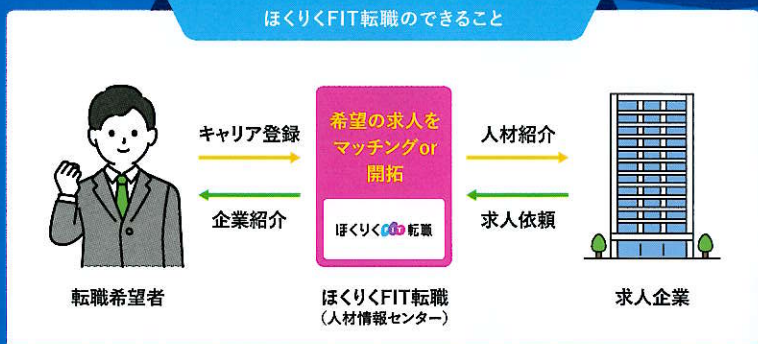 ほくりくFIT転職のできること
キャリア登録
企業紹介
希望の求人を
マッチングor
開拓
ほくりくFIT転職
人材紹介
求人依頼
転職希望者
ほくりくFIT転職
（人材情報センター）
求人企業